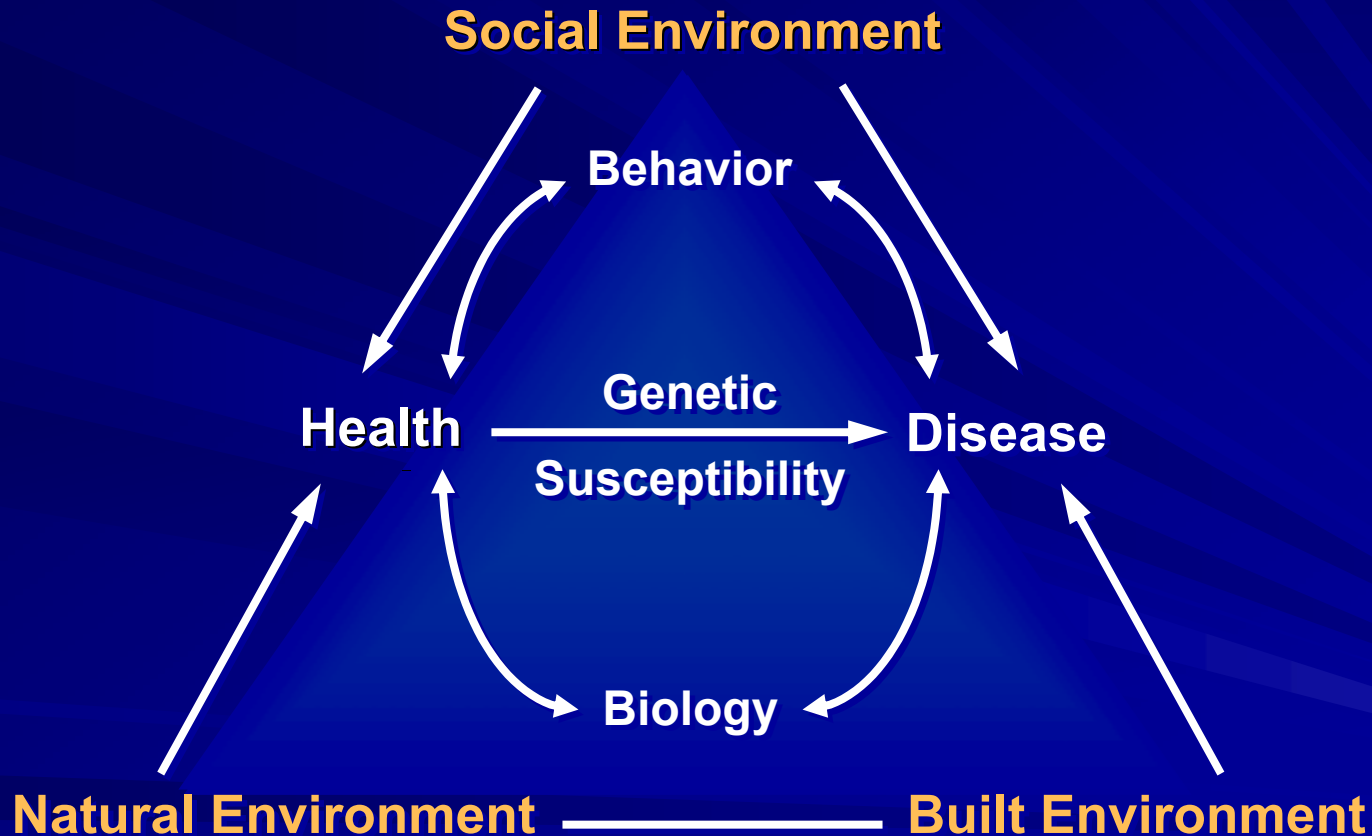 Social Environment
Behavior
Genetic
Health
Disease
Susceptibility
Biology
Natural Environment
Built Environment